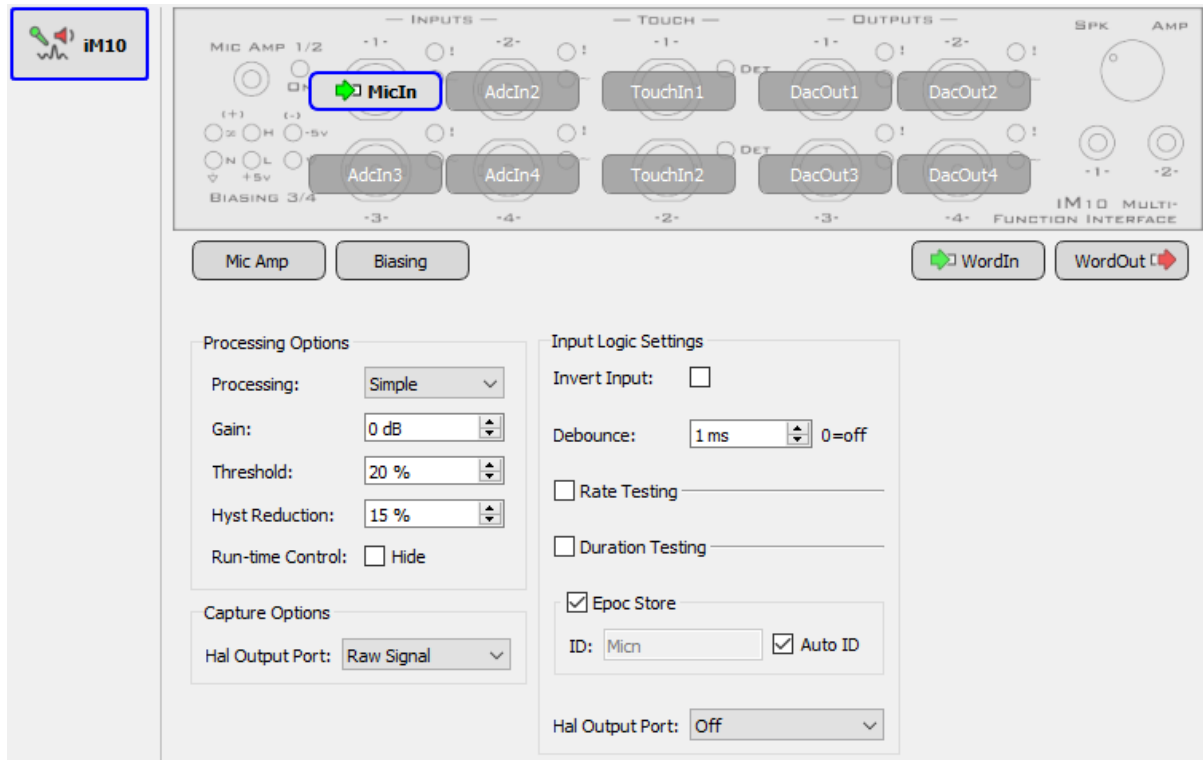 iM10
— INPUTS — — TOUCH — — OUTPUTS — SPK AMP
MIC AMP 1/2 -1- -2- -1- -1- -2-
! ! DET ! !
MicIn AdcIn2 TouchIn1 DacOut1 DacOut2
(+) (-)
H -5v ! ! DET ! !
N L
+5v
AdcIn3 AdcIn4 TouchIn2 DacOut3 DacOut4 -1- -2-
BIASING 3/4
-3- -4- -2- -3- -4-
IM10 MULTI-
FUNCTION INTERFACE
Mic Amp Biasing WordIn WordOut
Processing Options
Processing: Simple
Gain: 0 dB
Threshold: 20 %
Hyst Reduction: 15 %
Run-time Control: Hide
Capture Options
Hal Output Port: Raw Signal
Input Logic Settings
Invert Input:
Debounce: 1 ms 0=off
Rate Testing
Duration Testing
Epoc Store
ID: Micn Auto ID
Hal Output Port: Off